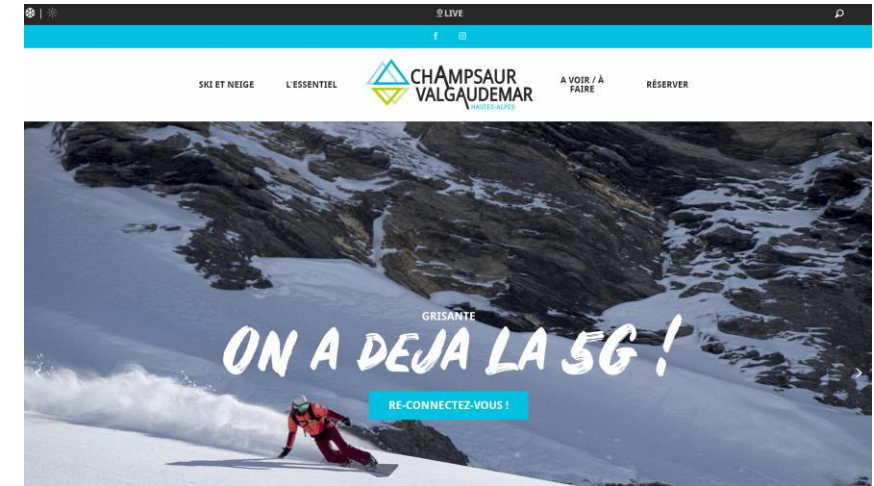 LIVE
SKI ET NEIGE
L'ESSENTIEL
CHAMPSAUR
VALGAUDEMAR
HAUTES-ALPES
A VOIR / À
FAIRE
RÉSERVER
GRISANTE
ON A DEJA LA 5G !
RE-CONNECTEZ-VOUS !